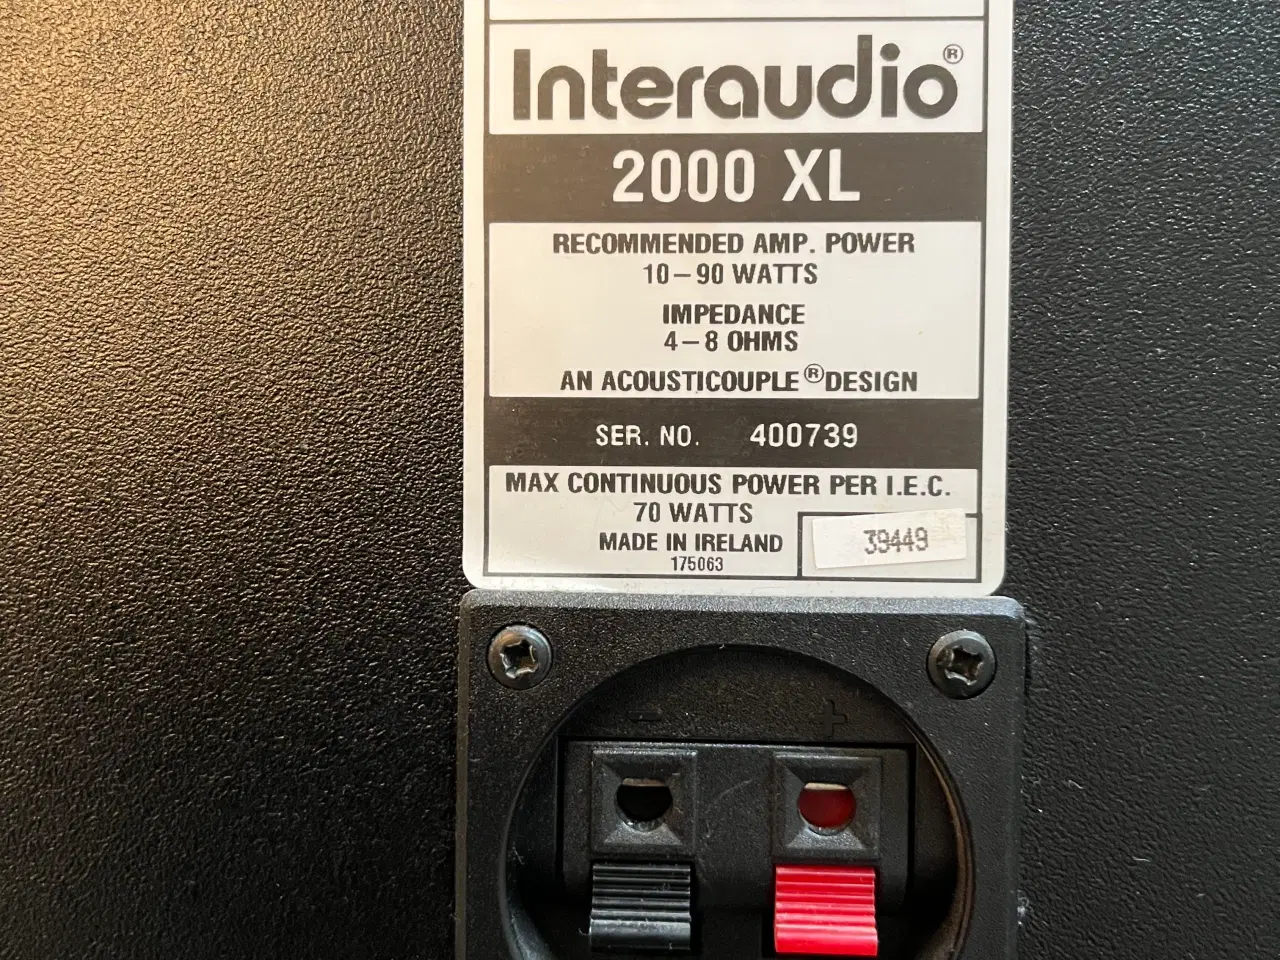 Interaudio®
2000 XL
RECOMMENDED AMP. POWER
10–90 WATTS
IMPEDANCE
4–8 OHMS
AN ACOUSTICOUPLE® DESIGN
SER. NO. 400739
MAX CONTINUOUS POWER PER I.E.C.
70 WATTS
MADE IN IRELAND
175063
39449
- +